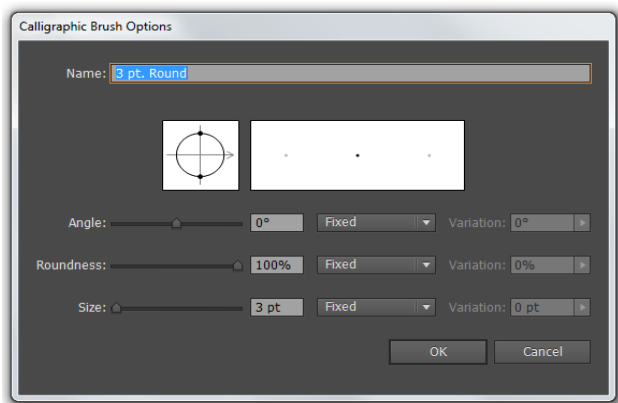 Calligraphic Brush Options
Name: 3 pt. Round
Angle: 0° Fixed Variation: 0°
Roundness: 100% Fixed Variation: 0%
Size: 3 pt Fixed Variation: 0 pt
OK Cancel